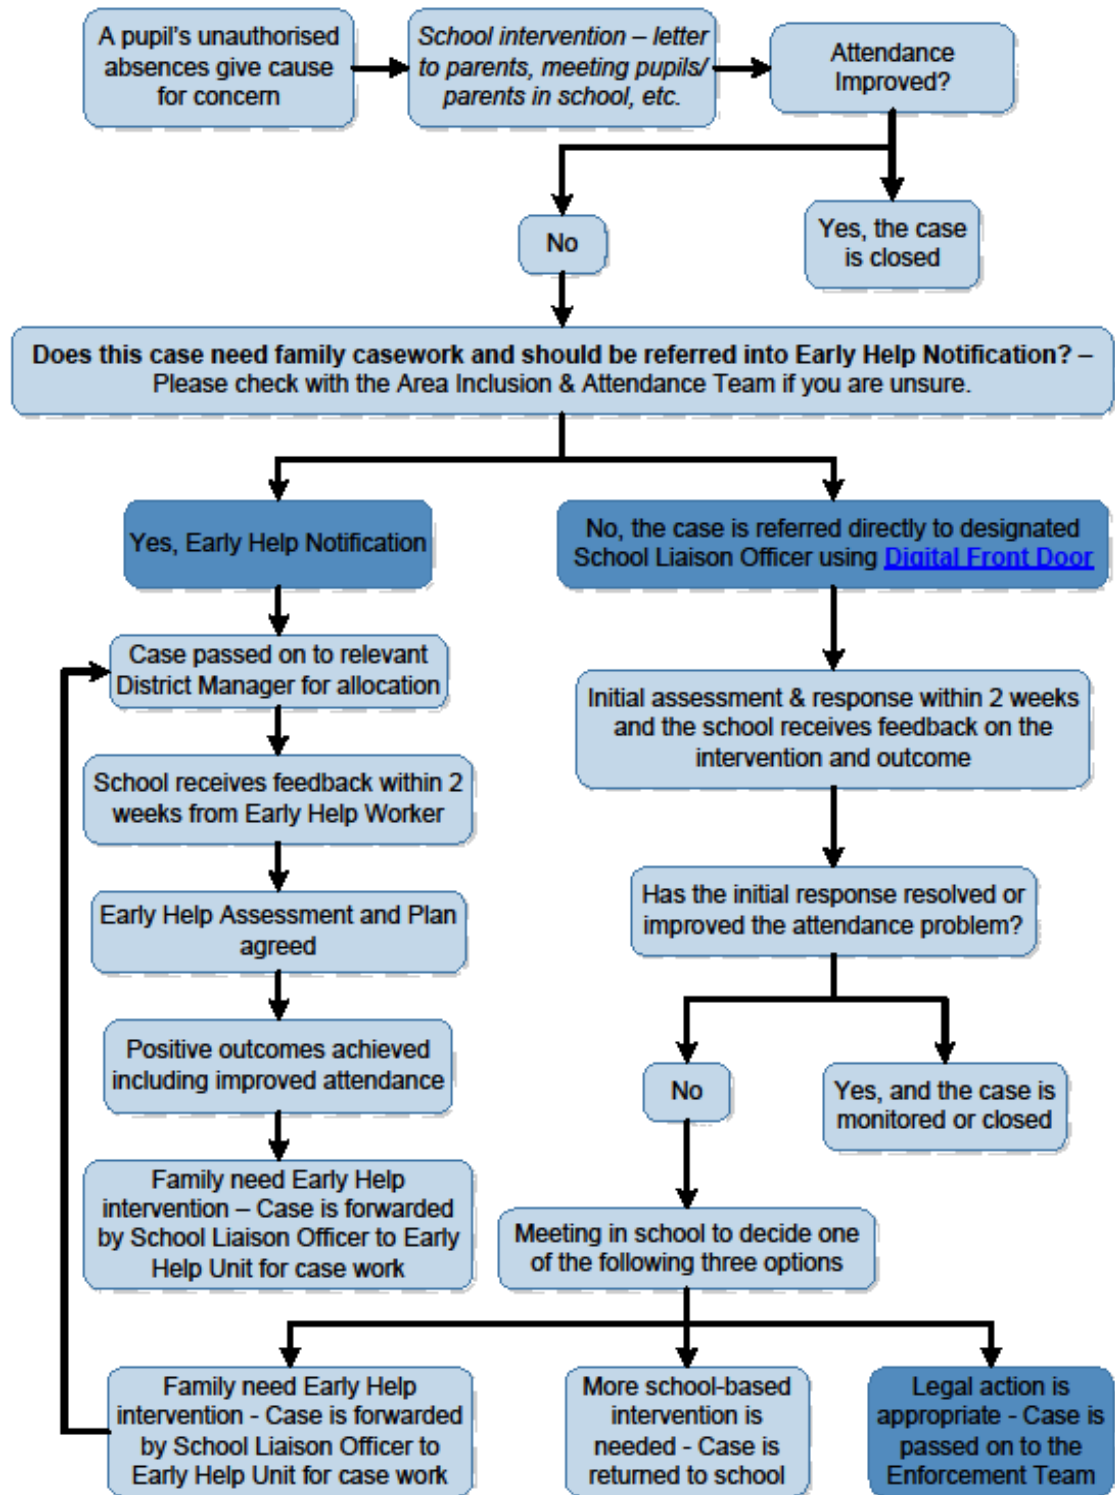 A pupil's unauthorised
absences give cause
for concern
School intervention – letter
to parents, meeting pupils/
parents in school, etc.
Attendance
Improved?
No
Yes, the case
is closed
Does this case need family casework and should be referred into Early Help Notification? –
Please check with the Area Inclusion & Attendance Team if you are unsure.
Yes, Early Help Notification
No, the case is referred directly to designated
School Liaison Officer using Digital Front Door
Case passed on to relevant
District Manager for allocation
Initial assessment & response within 2 weeks
and the school receives feedback on the
intervention and outcome
School receives feedback within 2
weeks from Early Help Worker
Has the initial response resolved or
improved the attendance problem?
Early Help Assessment and Plan
agreed
Positive outcomes achieved
including improved attendance
No
Yes, and the case is
monitored or closed
Family need Early Help
intervention – Case is forwarded
by School Liaison Officer to Early
Help Unit for case work
Meeting in school to decide one
of the following three options
Family need Early Help
intervention - Case is forwarded
by School Liaison Officer to
Early Help Unit for case work
More school-based
intervention is
needed - Case is
returned to school
Legal action is
appropriate - Case is
passed on to the
Enforcement Team